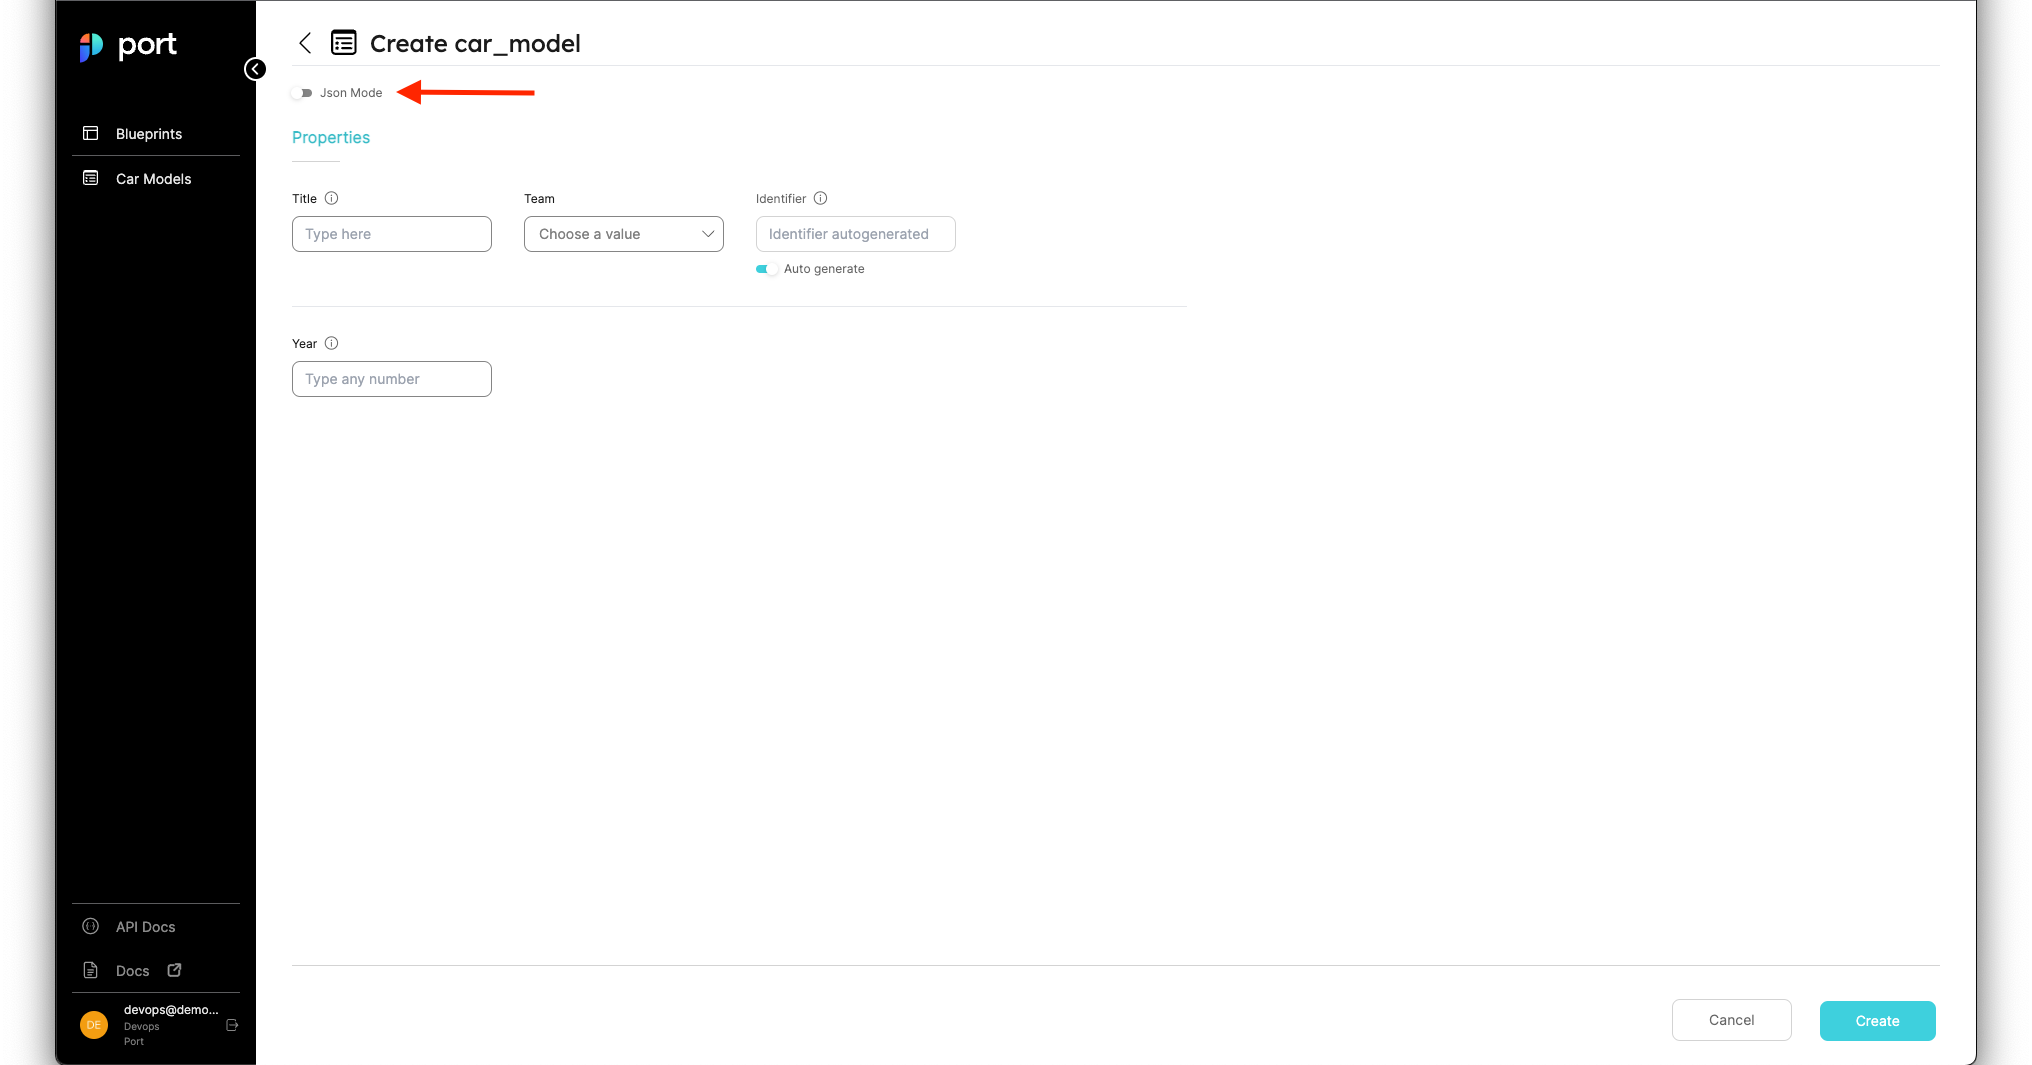 port
Create car_model
Json Mode
Blueprints
Properties
Car Models
Title
Team
Identifier
Type here
Choose a value
Identifier autogenerated
Auto generate
Year
Type any number
API Docs
Docs
devops@demo...
DE
Devops
Port
Cancel
Create